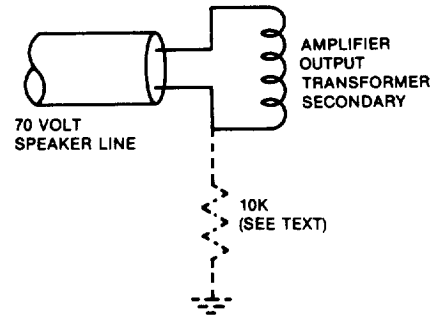 AMPLIFIER
OUTPUT
TRANSFORMER
SECONDARY
70 VOLT
SPEAKER LINE
10K
(SEE TEXT)